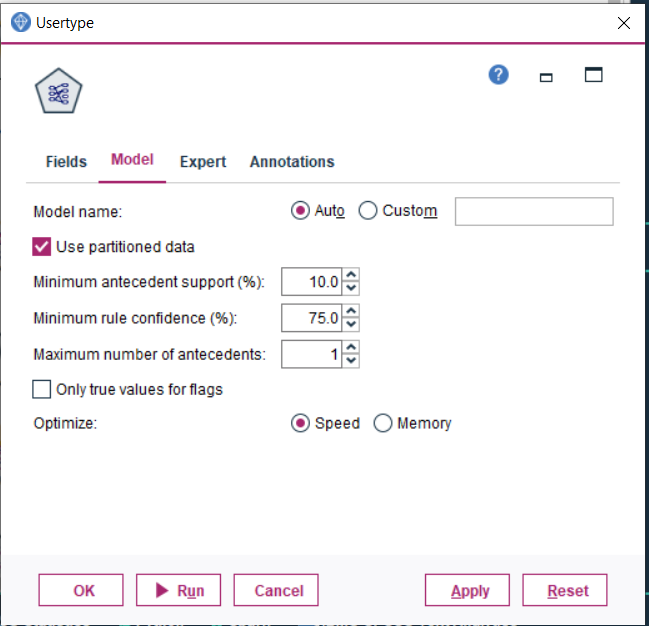 Usertype
?
Fields Model Expert Annotations
Model name: Auto Custom
Use partitioned data
Minimum antecedent support (%): 10.0
Minimum rule confidence (%): 75.0
Maximum number of antecedents: 1
Only true values for flags
Optimize: Speed Memory
OK Run Cancel Apply Reset